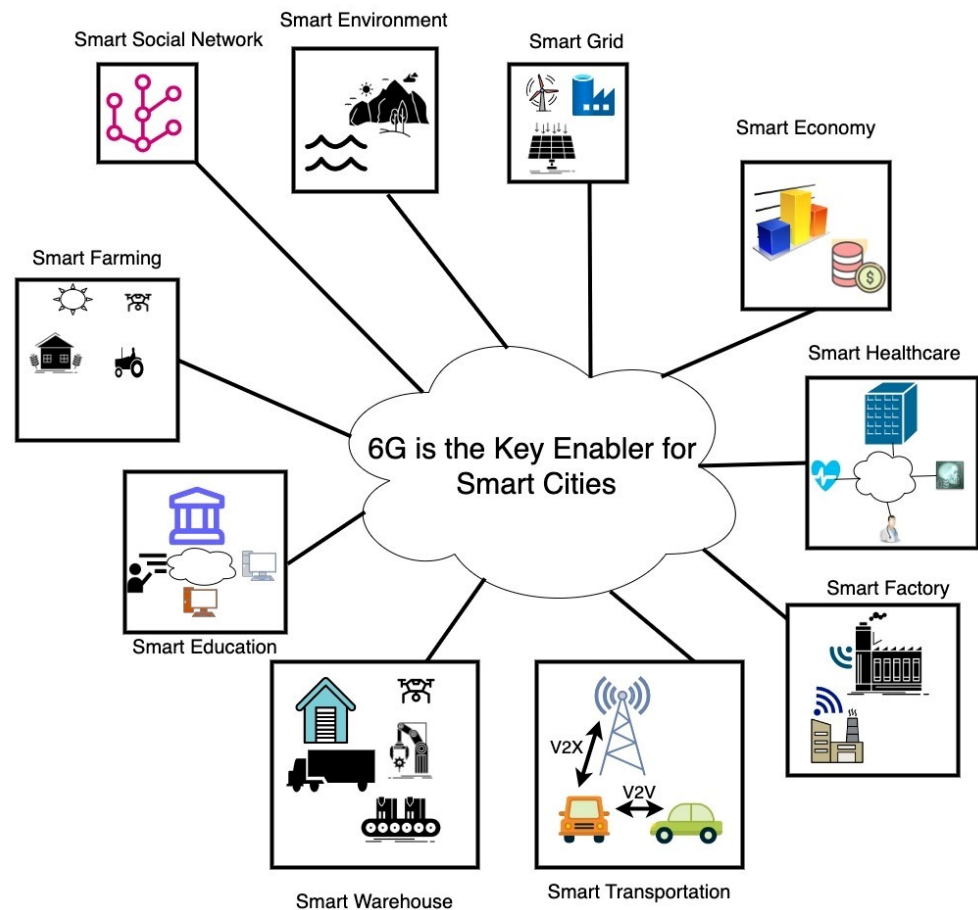 Smart Environment
Smart Social Network
Smart Grid
Smart Economy
Smart Farming
Smart Healthcare
6G is the Key Enabler for
Smart Cities
Smart Factory
Smart Education
V2X
V2V
Smart Transportation
Smart Warehouse
$